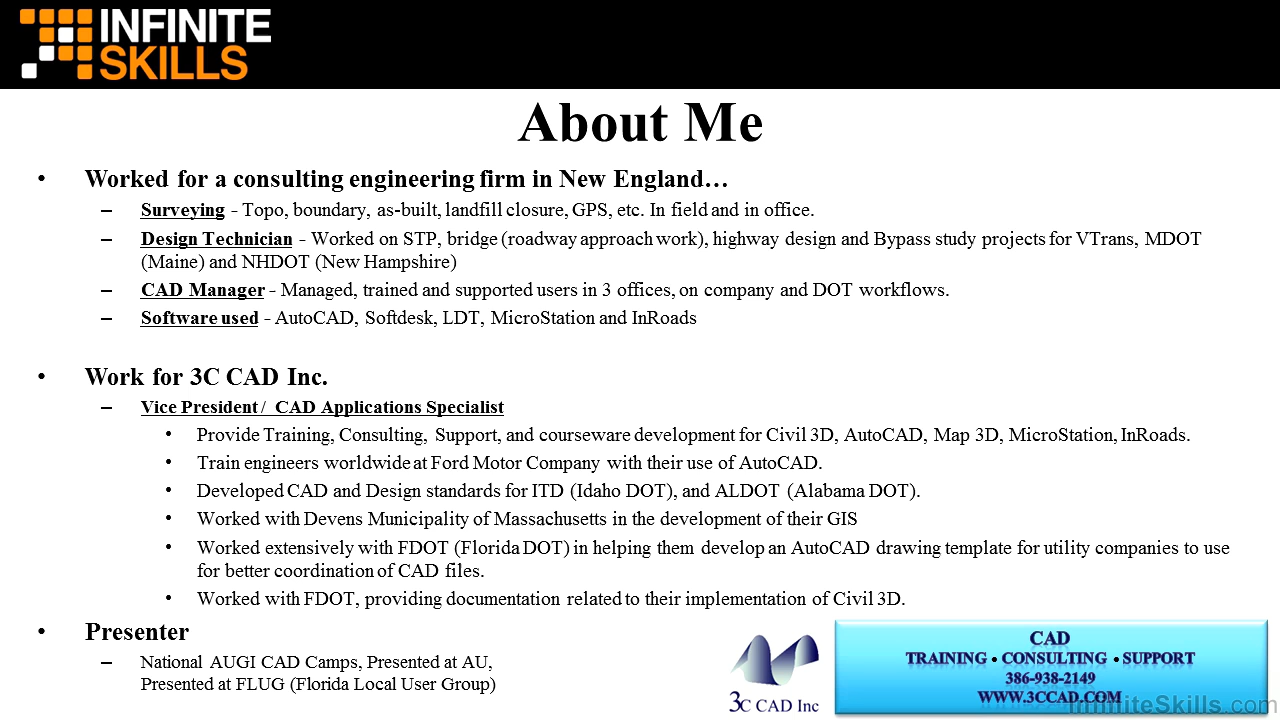 INFINITE
SKILLS
About Me
• Worked for a consulting engineering firm in New England…
– Surveying - Topo, boundary, as-built, landfill closure, GPS, etc. In field and in office.
– Design Technician - Worked on STP, bridge (roadway approach work), highway design and Bypass study projects for VTrans, MDOT
(Maine) and NHDOT (New Hampshire)
– CAD Manager - Managed, trained and supported users in 3 offices, on company and DOT workflows.
– Software used - AutoCAD, Softdesk, LDT, MicroStation and InRoads
• Work for 3C CAD Inc.
– Vice President / CAD Applications Specialist
• Provide Training, Consulting, Support, and courseware development for Civil 3D, AutoCAD, Map 3D, MicroStation, InRoads.
• Train engineers worldwide at Ford Motor Company with their use of AutoCAD.
• Developed CAD and Design standards for ITD (Idaho DOT), and ALDOT (Alabama DOT).
• Worked with Devens Municipality of Massachusetts in the development of their GIS
• Worked extensively with FDOT (Florida DOT) in helping them develop an AutoCAD drawing template for utility companies to use
for better coordination of CAD files.
• Worked with FDOT, providing documentation related to their implementation of Civil 3D.
• Presenter
– National AUGI CAD Camps, Presented at AU,
Presented at FLUG (Florida Local User Group)
3C CAD Inc
CAD
TRAINING • CONSULTING • SUPPORT
386-938-2149
WWW.3CCAD.COM
InfiniteSkills.com